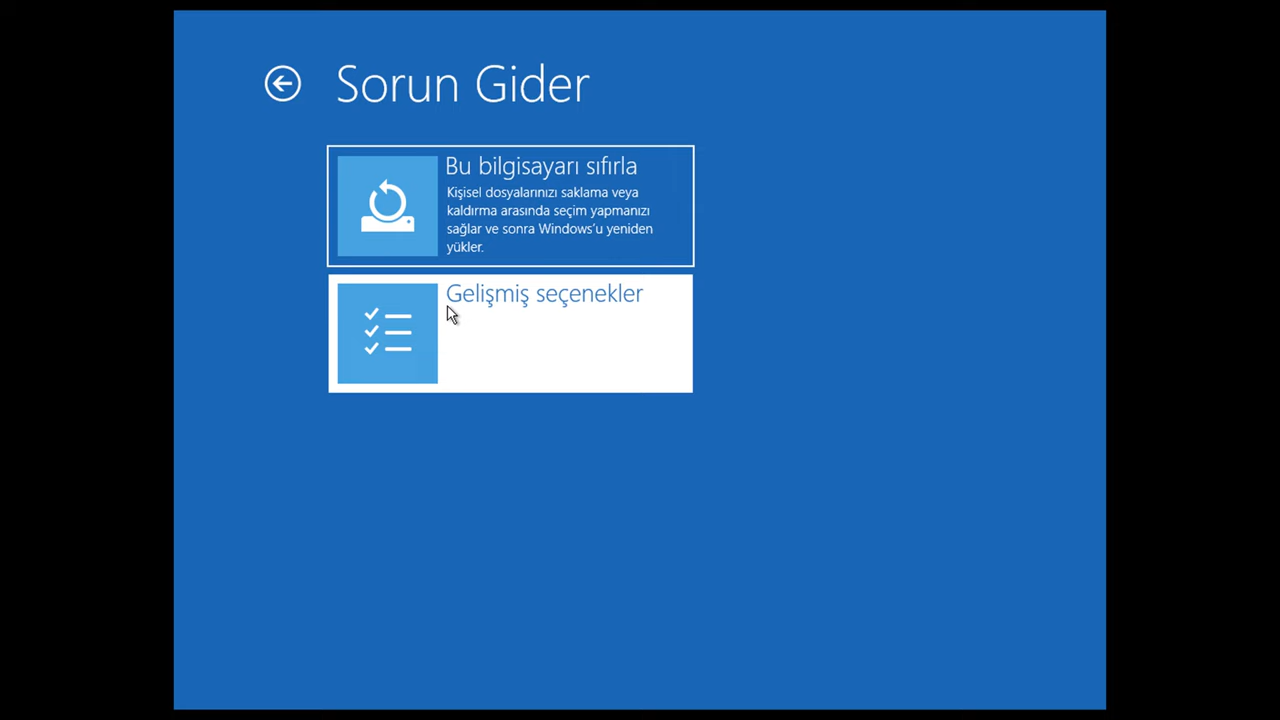 Sorun Gider
Bu bilgisayarı sıfırla
Kişisel dosyalarınızı saklama veya
kaldırma arasında seçim yapmanızı
sağlar ve sonra Windows'u yeniden
yükler.
Gelişmiş seçenekler